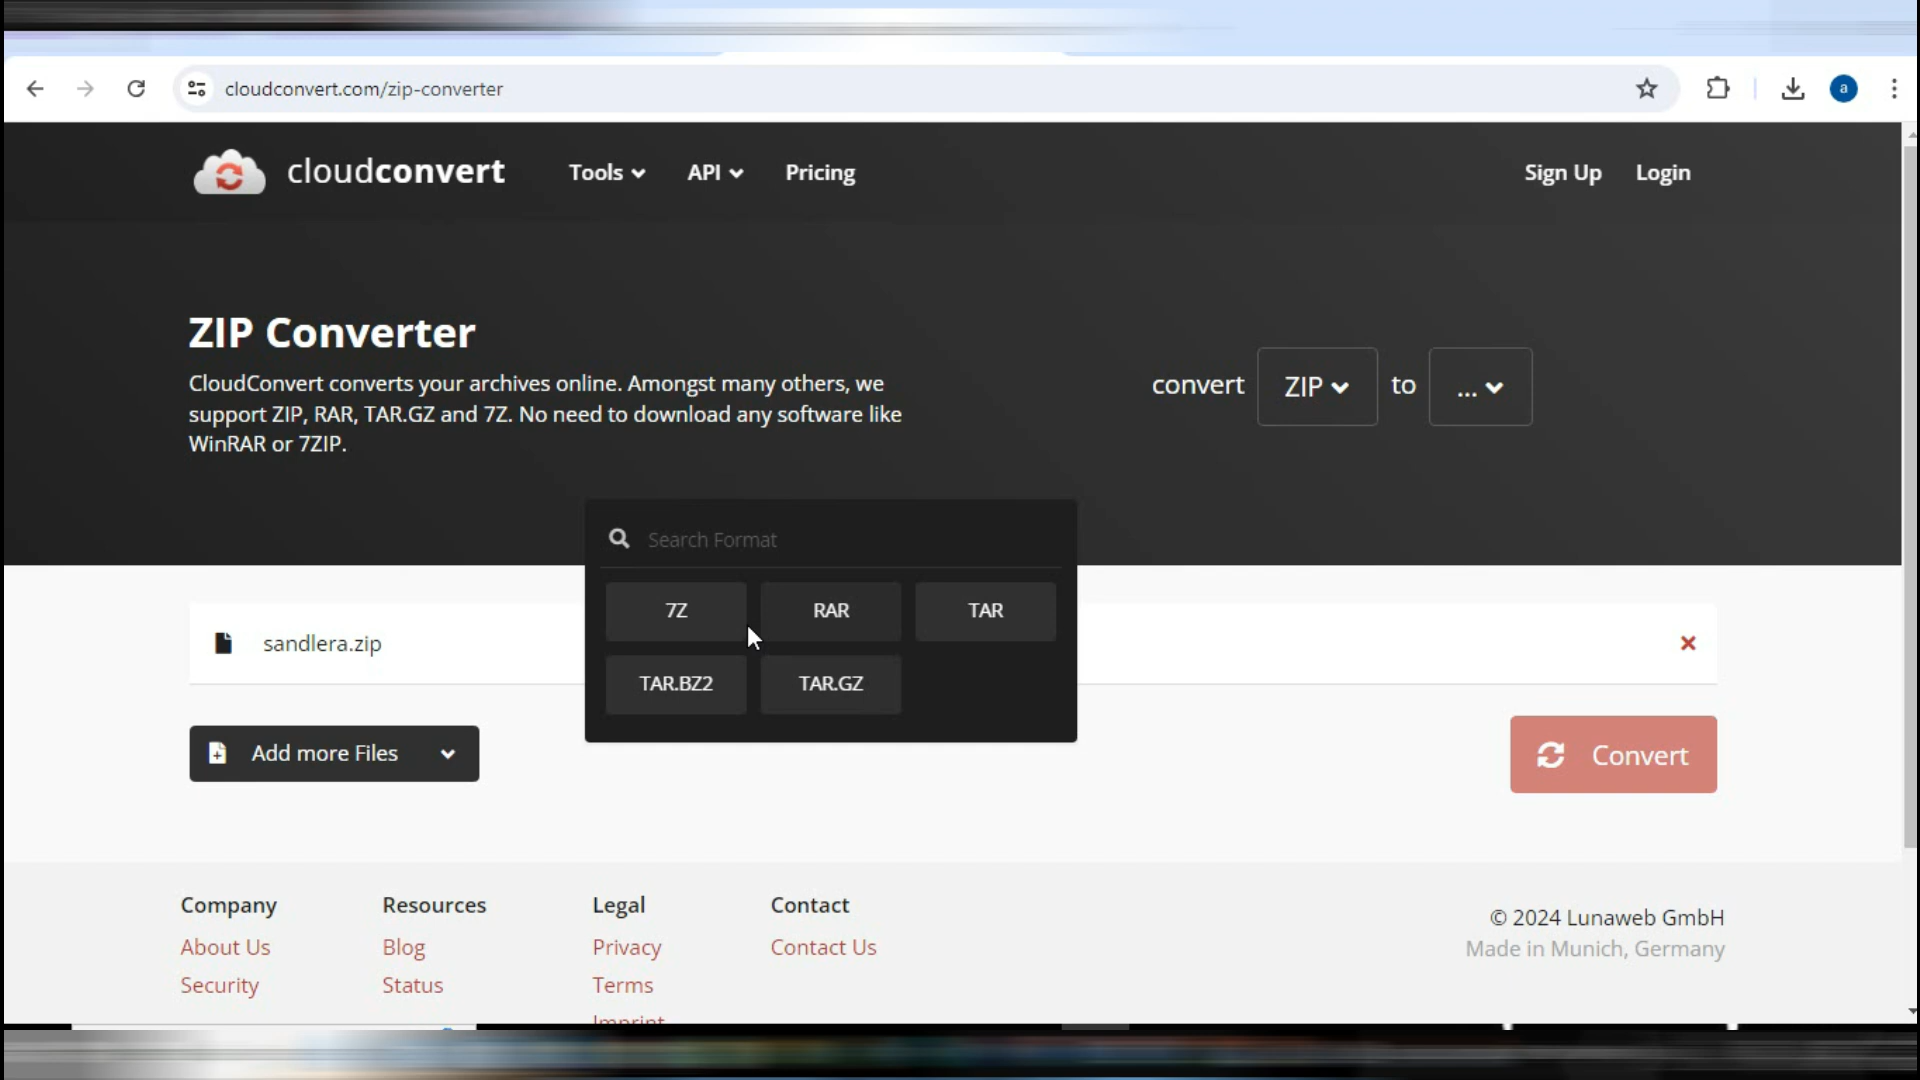 cloudconvert.com/zip-converter
a
cloudconvert
Tools
API
Pricing
Sign Up
Login
ZIP Converter
CloudConvert converts your archives online. Amongst many others, we
support ZIP, RAR, TAR.GZ and 7Z. No need to download any software like
WinRAR or 7ZIP.
convert ZIP to ...
Search Format
7Z RAR TAR
TAR.BZ2 TAR.GZ
sandlera.zip
Add more Files
Convert
Company
About Us
Security
Resources
Blog
Status
Legal
Privacy
Terms
Imprint
Contact
Contact Us
© 2024 Lunaweb GmbH
Made in Munich, Germany